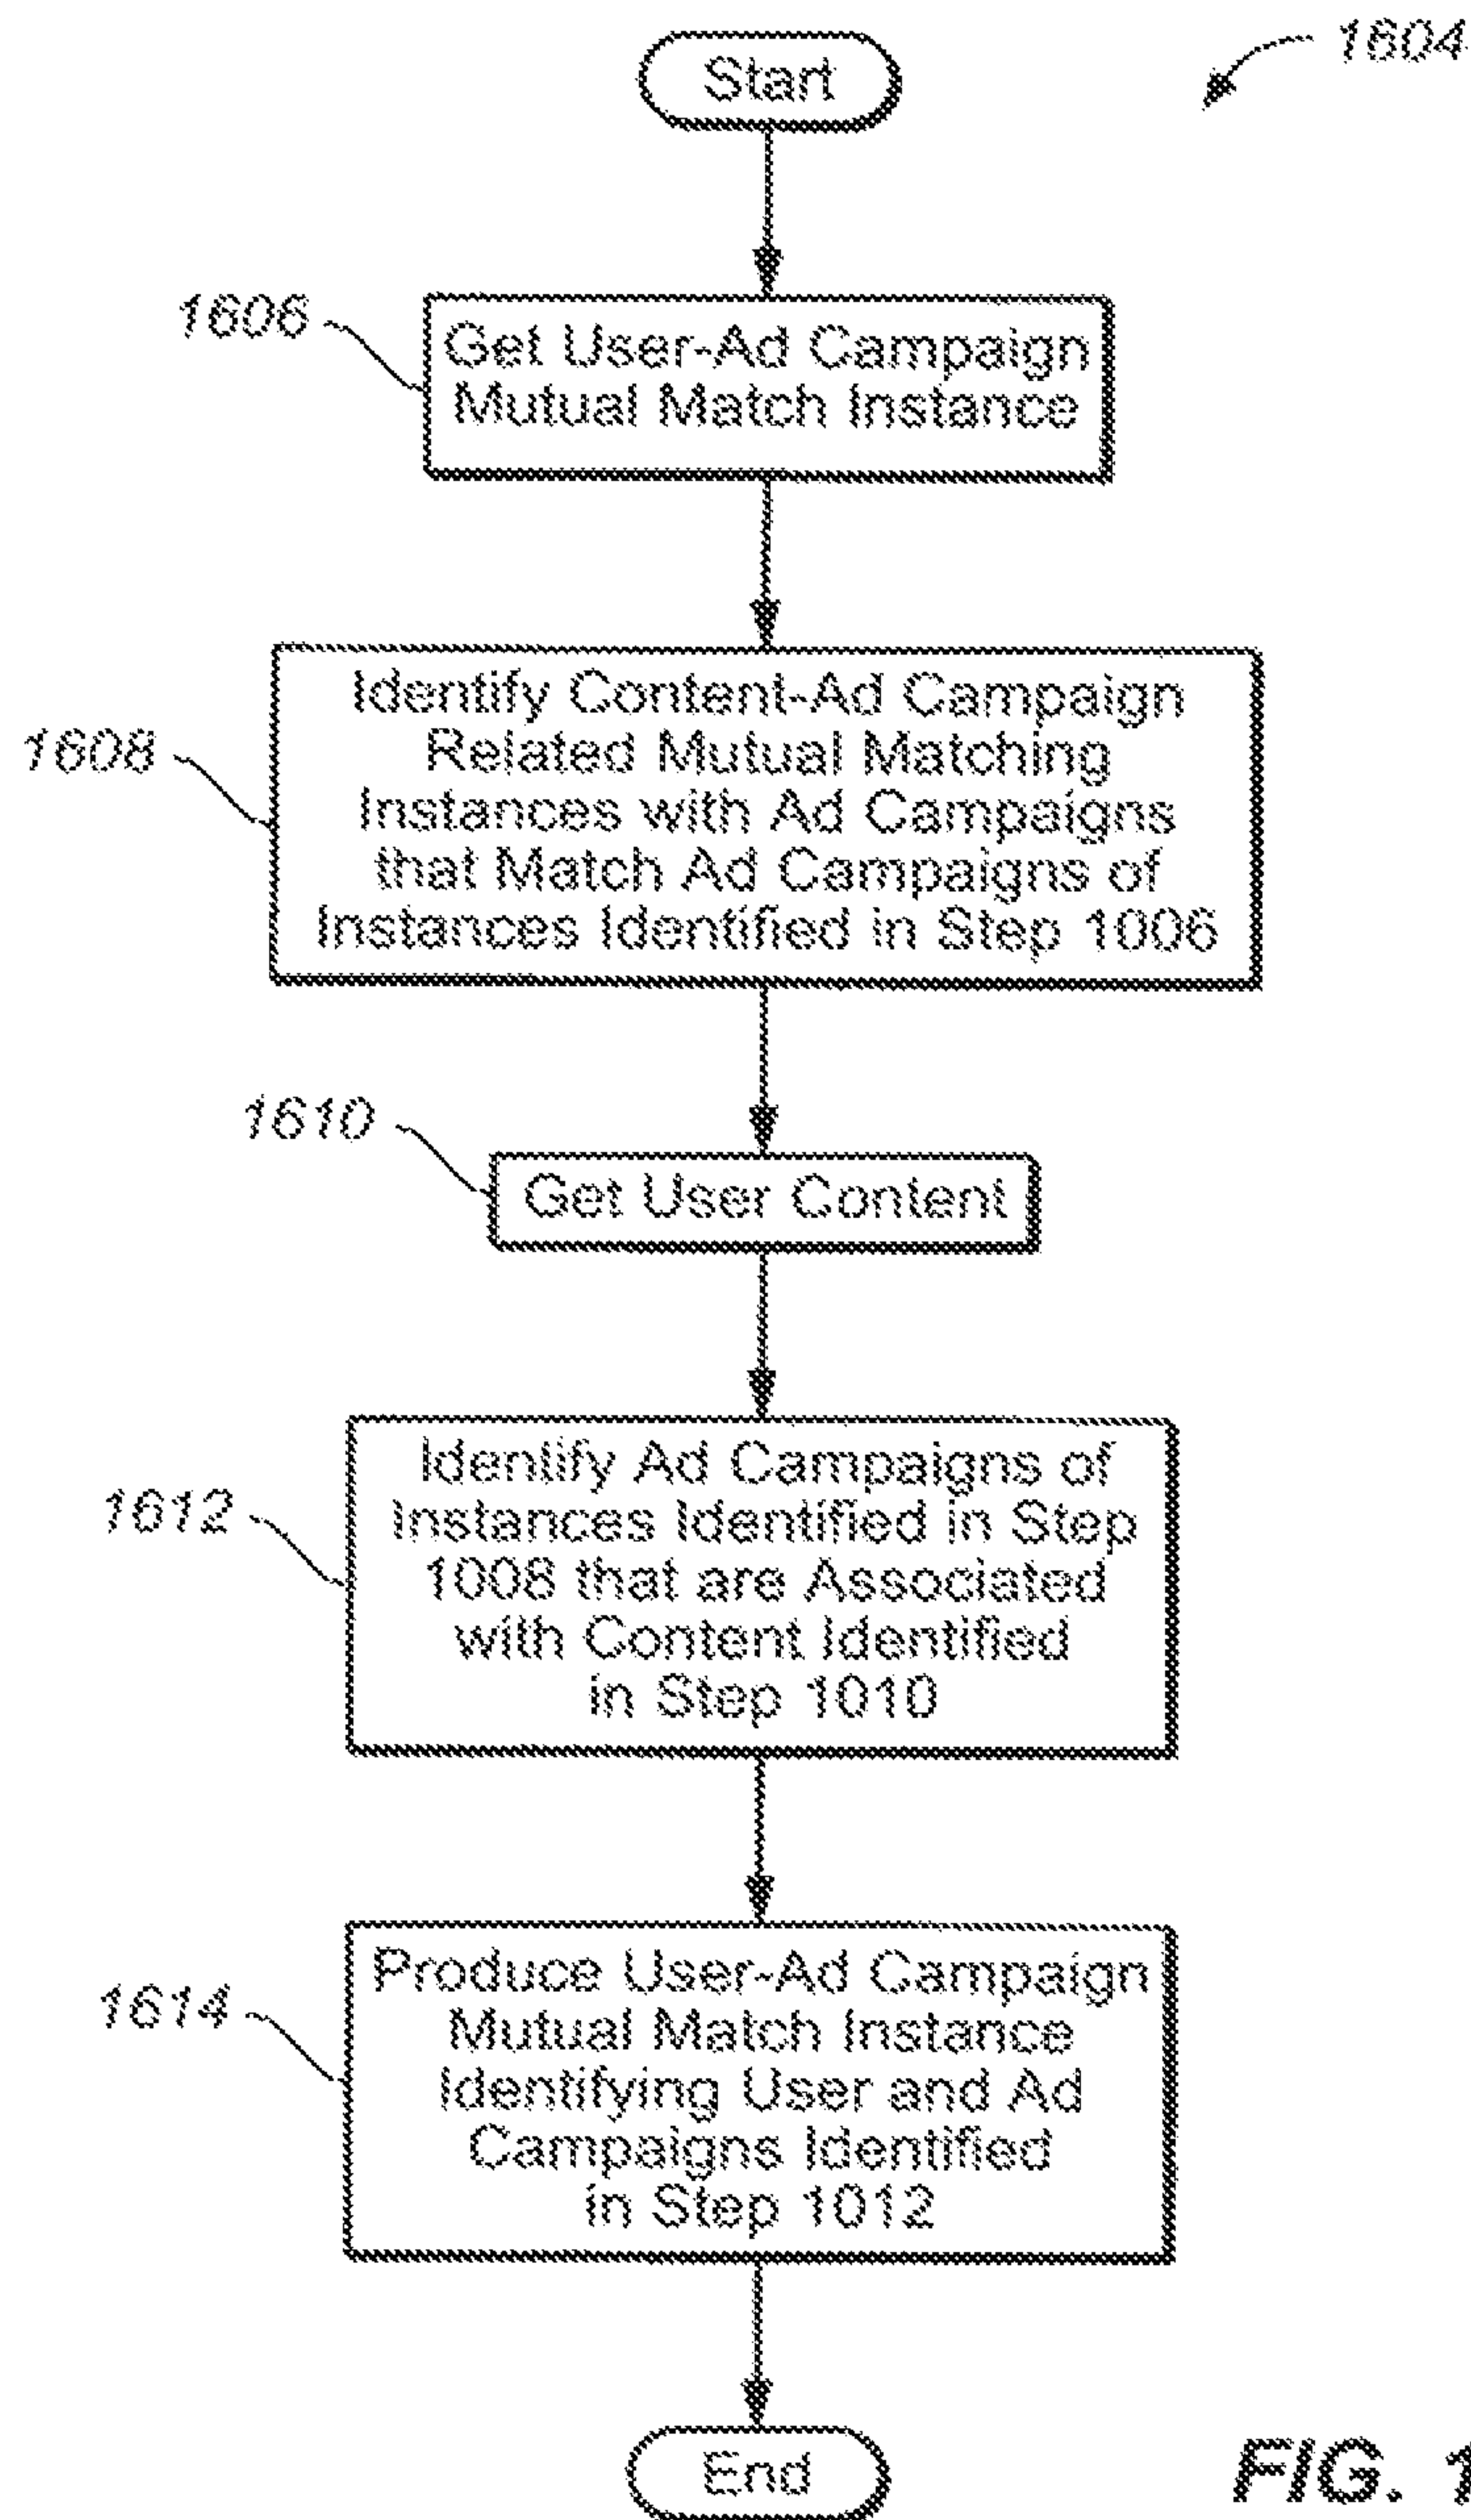 1604
Start
1606
Get User-Ad Campaign
Mutual Match Instance
1608
Identify Content-Ad Campaign
Related Mutual Matching
Instances with Ad Campaigns
that Match Ad Campaigns of
Instances Identified in Step 1006
1610
Get User Content
1612
Identify Ad Campaigns of
Instances Identified in Step
1008 that are Associated
with Content Identified
in Step 1010
1614
Produce User-Ad Campaign
Mutual Match Instance
Identifying User and Ad
Campaigns Identified
in Step 1012
End
FIG. 1